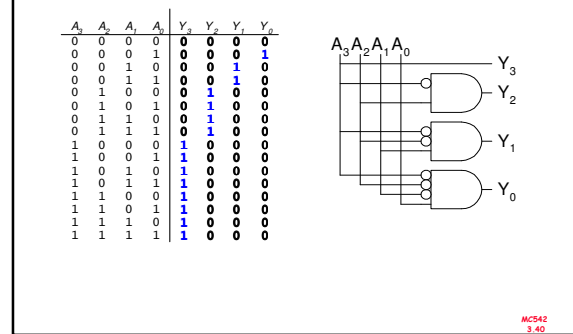 A3 A2 A1 A0 Y3 Y2 Y1 Y0
0 0 0 0 0 0 0 0
0 0 0 1 0 0 0 1
0 0 1 0 0 0 1 0
0 0 1 1 0 0 1 0
0 1 0 0 0 1 0 0
0 1 0 1 0 1 0 0
0 1 1 0 0 1 0 0
0 1 1 1 0 1 0 0
1 0 0 0 1 0 0 0
1 0 0 1 1 0 0 0
1 0 1 0 1 0 0 0
1 0 1 1 1 0 0 0
1 1 0 0 1 0 0 0
1 1 0 1 1 0 0 0
1 1 1 0 1 0 0 0
1 1 1 1 1 0 0 0
A3 A2 A1 A0
Y3
Y2
Y1
Y0
MC542
3.40